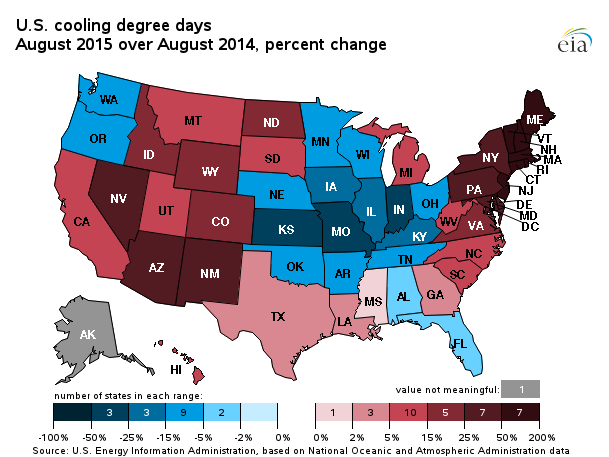 U.S. cooling degree days
August 2015 over August 2014, percent change
eia
WA
MT
ND
MN
ME
OR
ID
SD
WI
MI
NY
VT
NH
MA
RI
CT
WY
NE
IA
PA
NJ
NV
UT
CO
IL
IN
OH
DE
MD
DC
CA
KS
MO
KY
WV
VA
AZ
NM
OK
AR
TN
NC
SC
TX
LA
MS
AL
GA
FL
AK
HI
number of states in each range:
value not meaningful: 1
3 3 9 2 1 3 10 5 7 7
-100% -50% -25% -15% -5% -2% 0% 0% 2% 5% 15% 25% 50% 200%
Source: U.S. Energy Information Administration, based on National Oceanic and Atmospheric Administration data